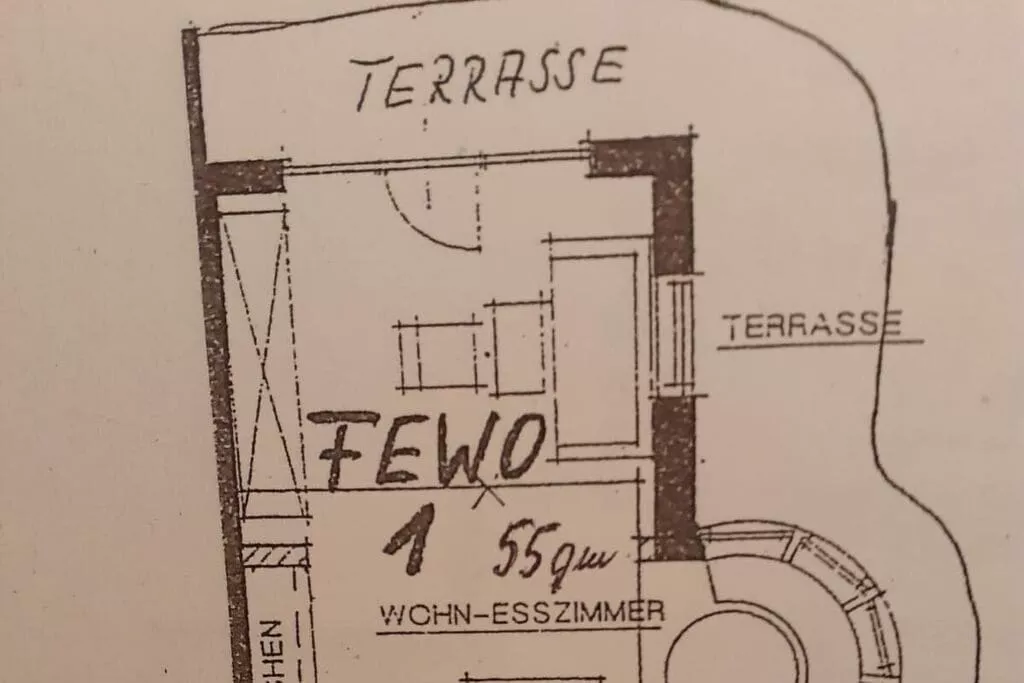 TERRASSE
TERRASSE
FEWO
1 55qm
WOHN-ESSZIMMER